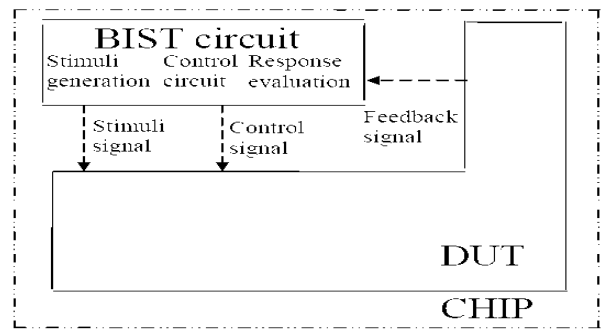 BIST circuit
Stimuli generation
Control circuit
Response evaluation
Stimuli signal
Control signal
Feedback signal
DUT
CHIP